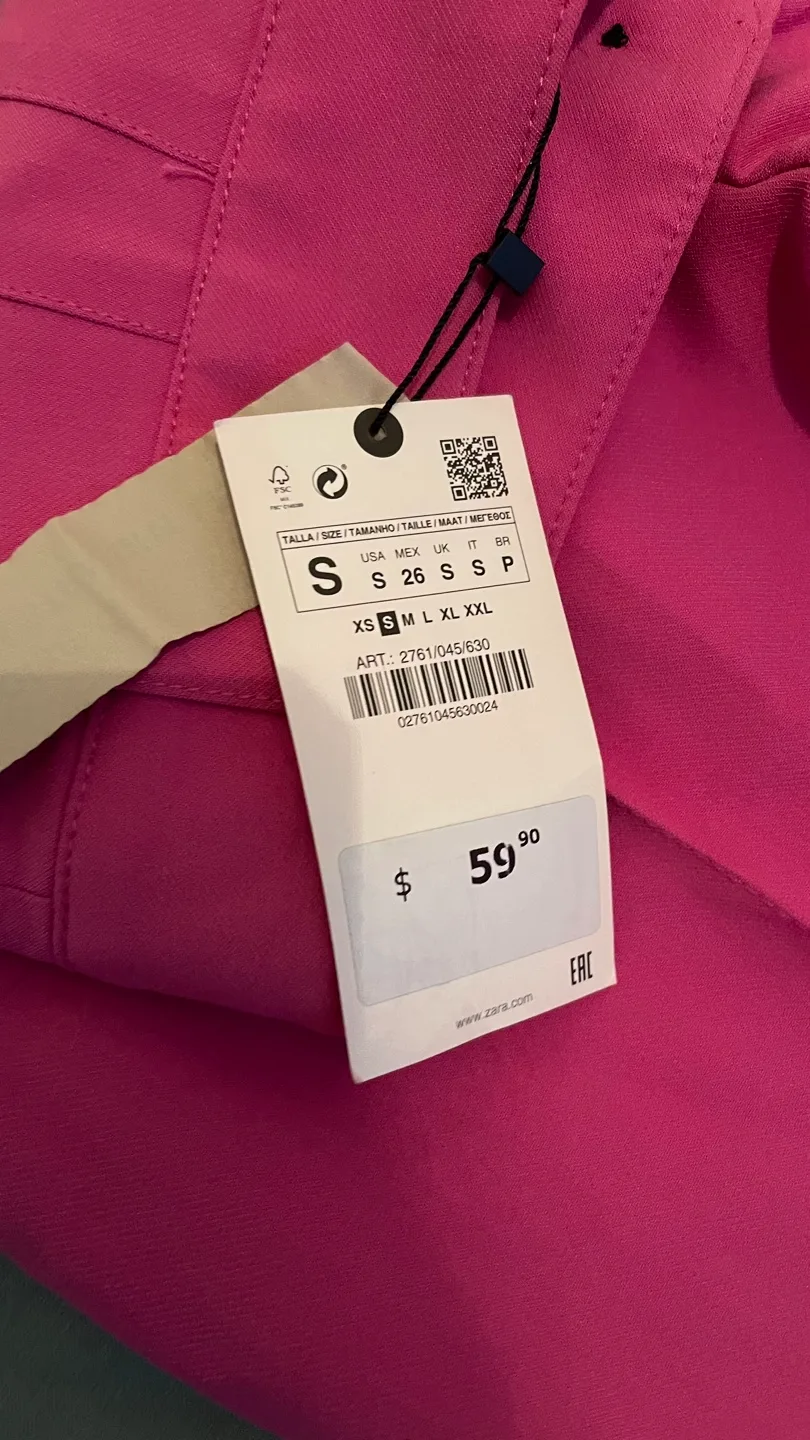 FSC
MIX
TALLA / SIZE / TAMANHO / TAILLE / MAAT / ΜΕΓΕΘΟΣ
S
USA MEX UK IT BR
S 26 S S P
XS S M L XL XXL
ART.: 2761/045/630
02761045630024
$ 59 90
EAC
www.zara.com